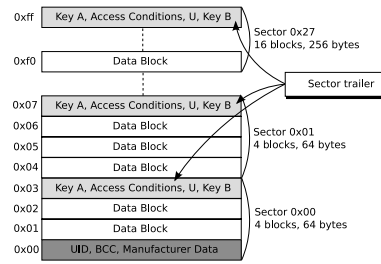 0xff
Key A, Access Conditions, U, Key B
Sector 0x27
16 blocks, 256 bytes
0xf0
Data Block
Sector trailer
0x07
Key A, Access Conditions, U, Key B
0x06
Data Block
Sector 0x01
4 blocks, 64 bytes
0x05
Data Block
0x04
Data Block
0x03
Key A, Access Conditions, U, Key B
0x02
Data Block
Sector 0x00
4 blocks, 64 bytes
0x01
Data Block
0x00
UID, BCC, Manufacturer Data